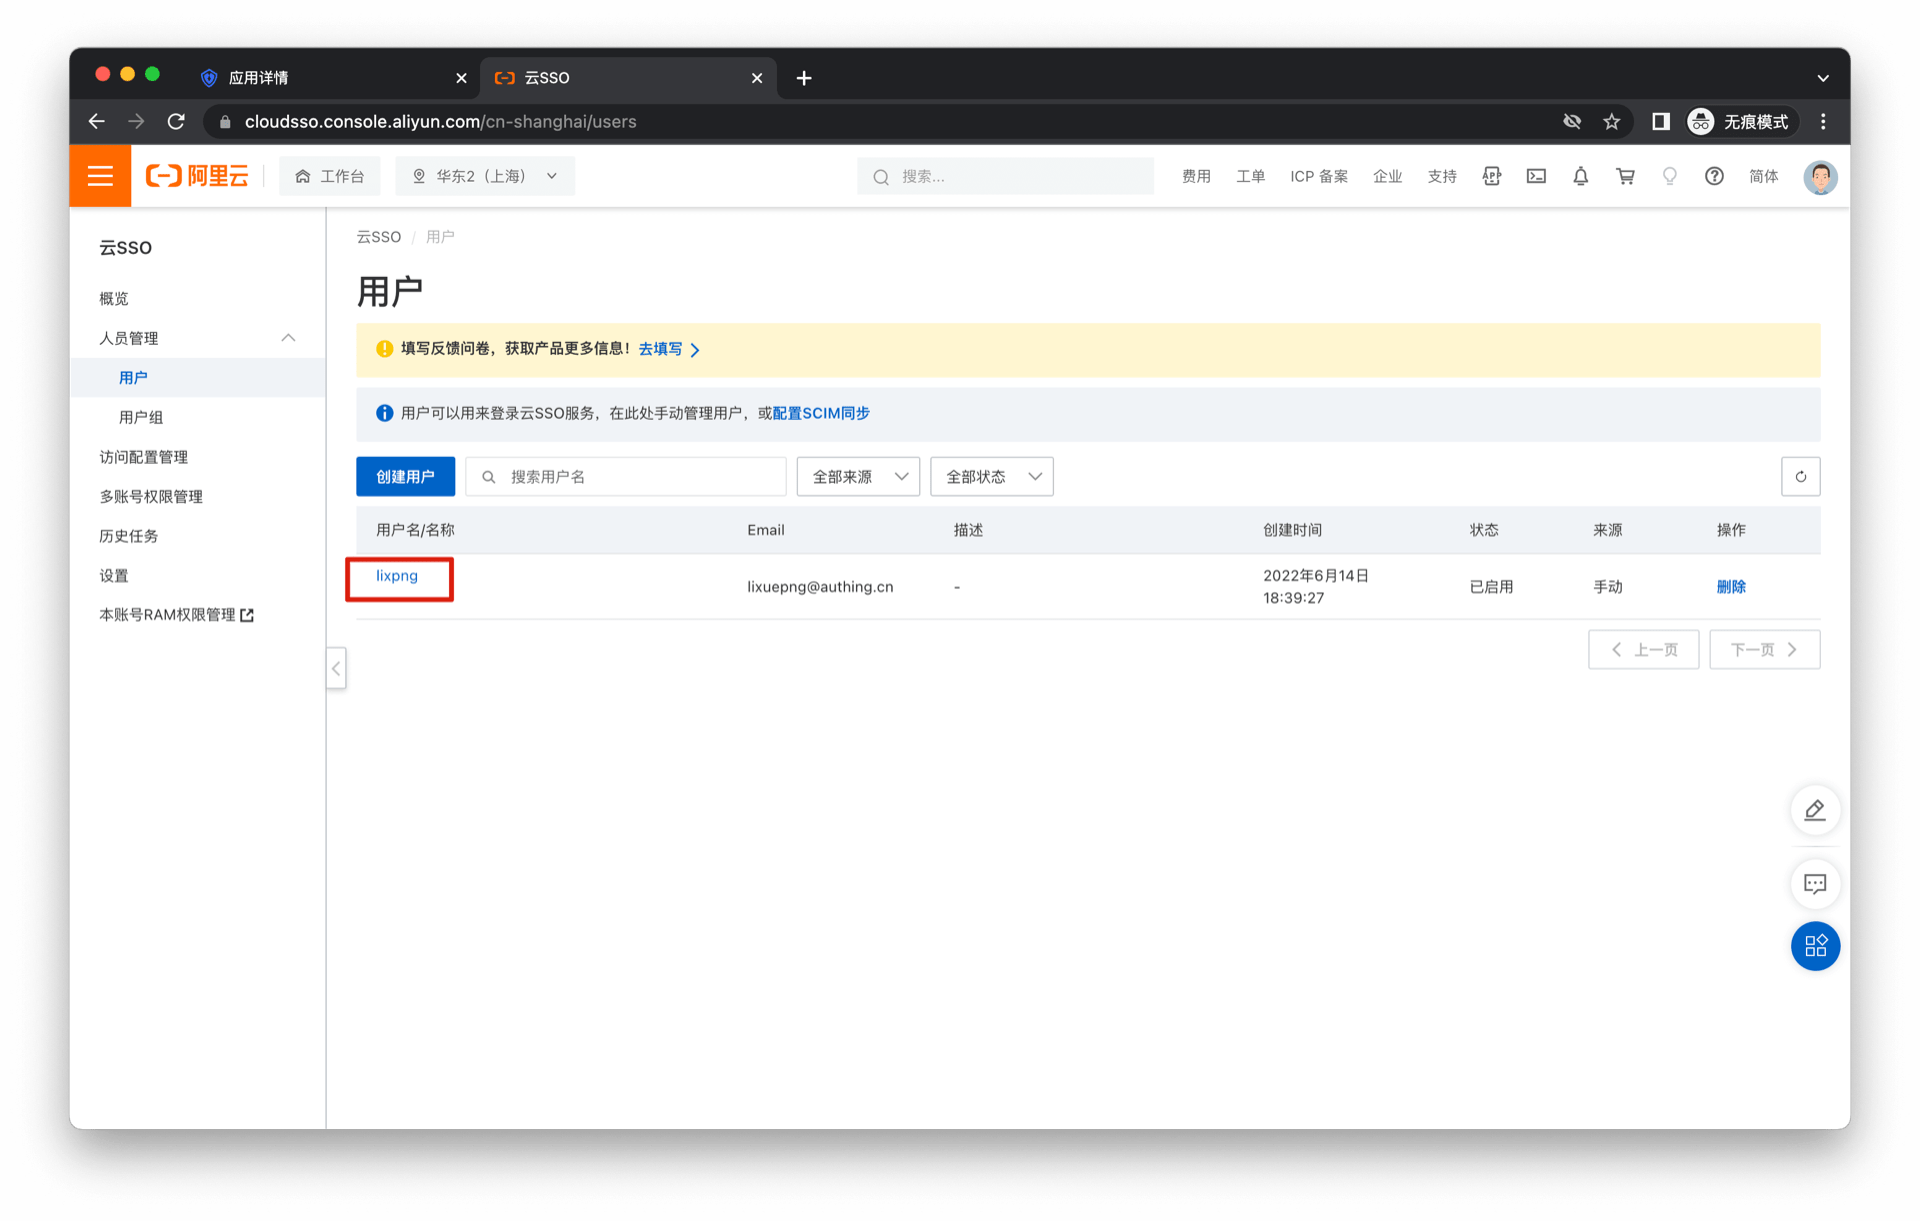 应用详情
云SSO
cloudsso.console.aliyun.com/cn-shanghai/users
无痕模式
阿里云
工作台
华东2（上海）
搜索...
费用
工单
ICP 备案
企业
支持
简体
云SSO
概览
人员管理
用户
用户组
访问配置管理
多账号权限管理
历史任务
设置
本账号RAM权限管理
云SSO / 用户
用户
填写反馈问卷，获取产品更多信息！去填写
用户可以用来登录云SSO服务，在此处手动管理用户，或配置SCIM同步
创建用户
搜索用户名
全部来源
全部状态
用户名/名称 Email 描述 创建时间 状态 来源 操作
lixpng lixuepng@authing.cn - 2022年6月14日 已启用 手动 删除
18:39:27
上一页
下一页